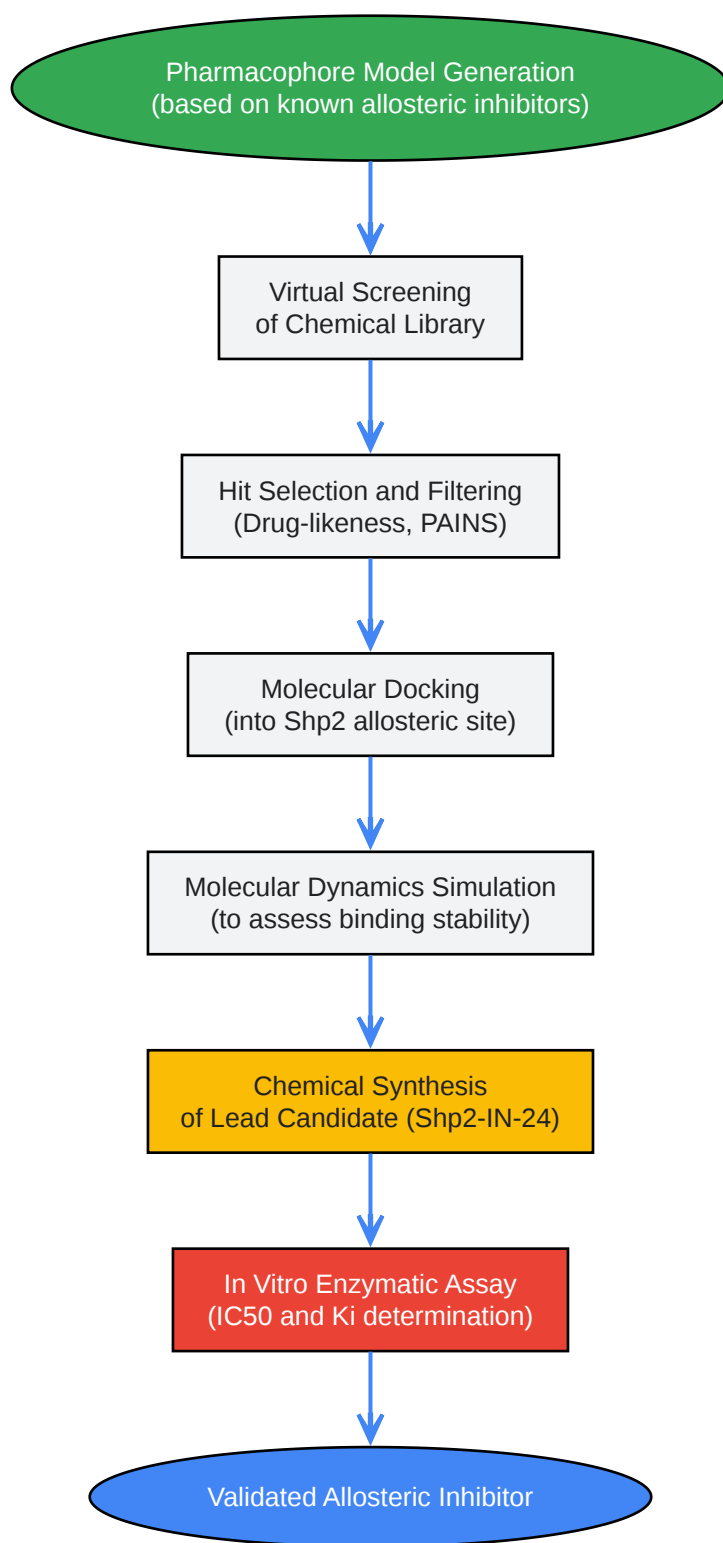 Pharmacophore Model Generation
(based on known allosteric inhibitors)
Virtual Screening
of Chemical Library
Hit Selection and Filtering
(Drug-likeness, PAINS)
Molecular Docking
(into Shp2 allosteric site)
Molecular Dynamics Simulation
(to assess binding stability)
Chemical Synthesis
of Lead Candidate (Shp2-IN-24)
In Vitro Enzymatic Assay
(IC50 and Ki determination)
Validated Allosteric Inhibitor